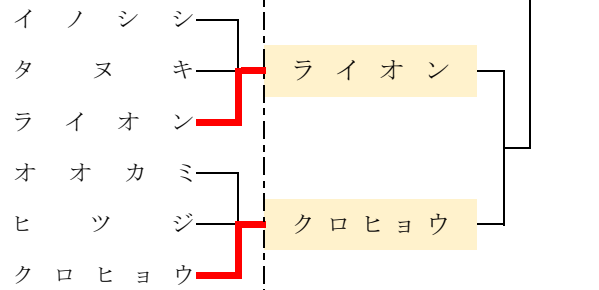 イノシシ
タヌキ
ライオン
オオカミ
ヒツジ
クロヒョウ
ライオン
クロヒョウ